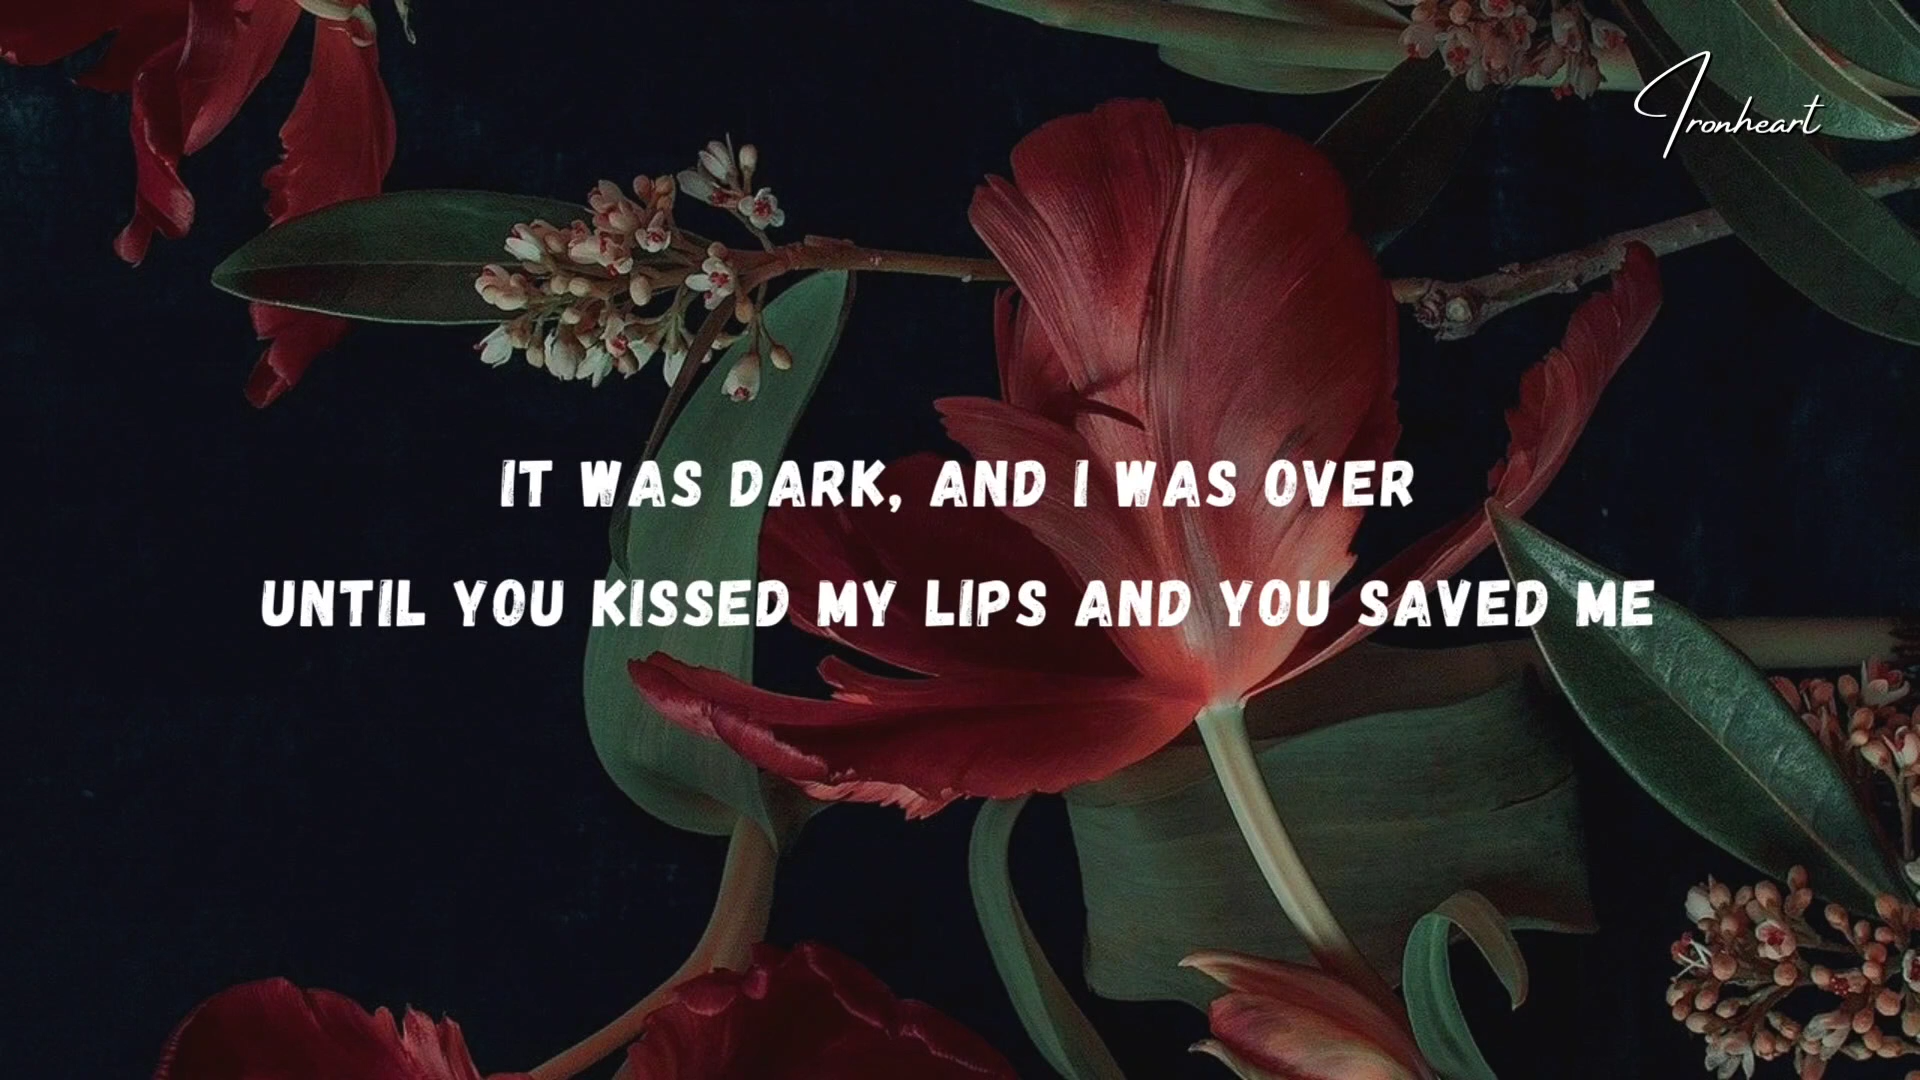 Ironheart
IT WAS DARK, AND I WAS OVER
UNTIL YOU KISSED MY LIPS AND YOU SAVED ME